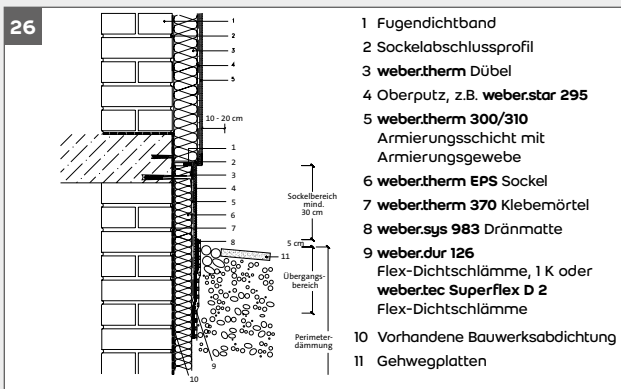 26
1
2
3
4
5
10 - 20 cm
1
2
3
4
5
6
7
8
Sockelbereich
mind.
30 cm
5 cm
11
Übergangs-
bereich
Perimeter-
dämmung
9
10
1 Fugendichtband
2 Sockelabschlussprofil
3 weber.therm Dübel
4 Oberputz, z.B. weber.star 295
5 weber.therm 300/310
Armierungsschicht mit
Armierungsgewebe
6 weber.therm EPS Sockel
7 weber.therm 370 Klebemörtel
8 weber.sys 983 Dränmatte
9 weber.dur 126
Flex-Dichtschlämme, 1 K oder
weber.tec Superflex D 2
Flex-Dichtschlämme
10 Vorhandene Bauwerksabdichtung
11 Gehwegplatten